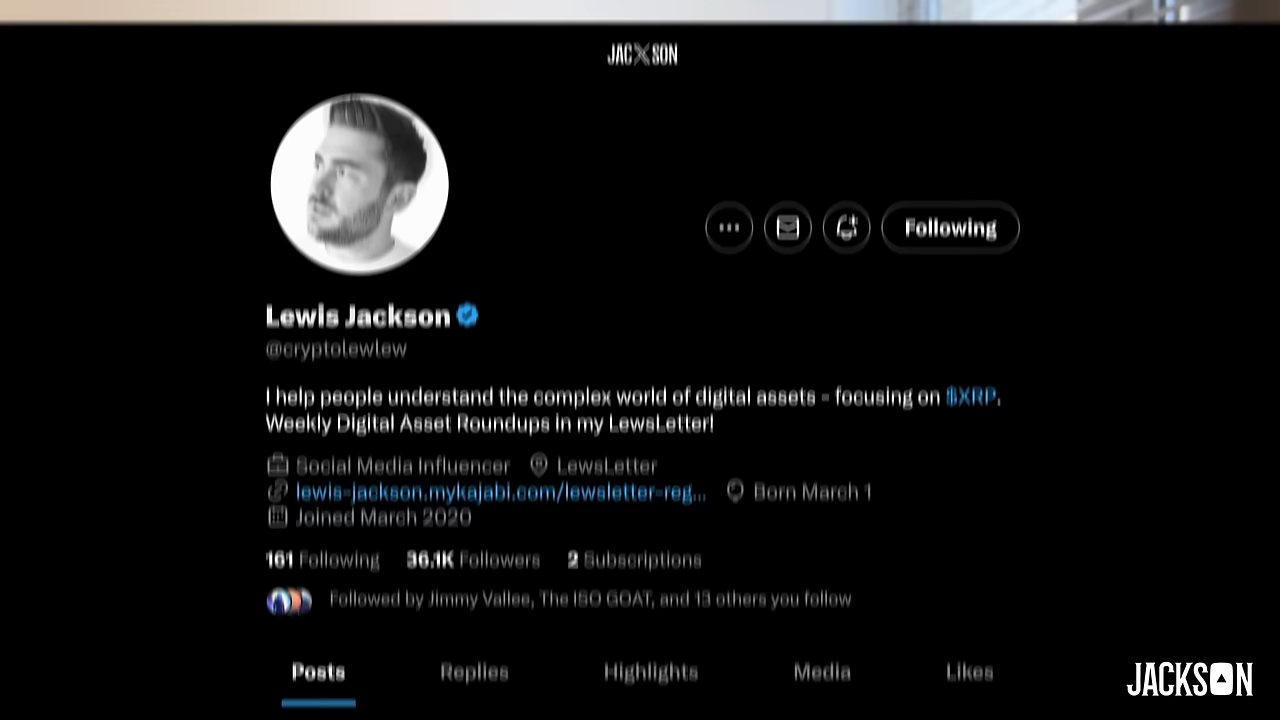 JACXSON
Following
Lewis Jackson
@cryptolewlew
I help people understand the complex world of digital assets - focusing on $XRP.
Weekly Digital Asset Roundups in my LewsLetter!
Social Media Influencer LewsLetter
lewis-jackson.mykajabi.com/lewsletter-reg... Born March 1
Joined March 2020
161 Following 36.1K Followers 2 Subscriptions
Followed by Jimmy Vallee, The ISO GOAT, and 13 others you follow
Posts Replies Highlights Media Likes
JACKSON